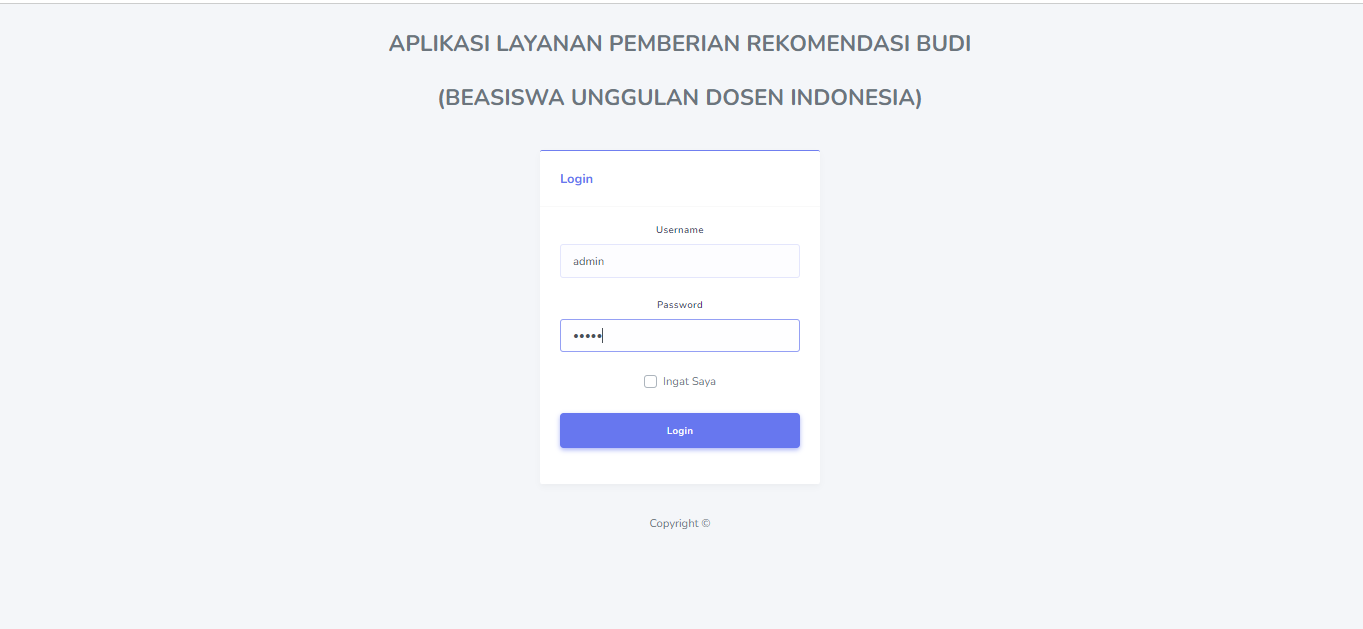 APLIKASI LAYANAN PEMBERIAN REKOMENDASI BUDI
(BEASISWA UNGGULAN DOSEN INDONESIA)
Login
Username
admin
Password
•••••
Ingat Saya
Login
Copyright ©